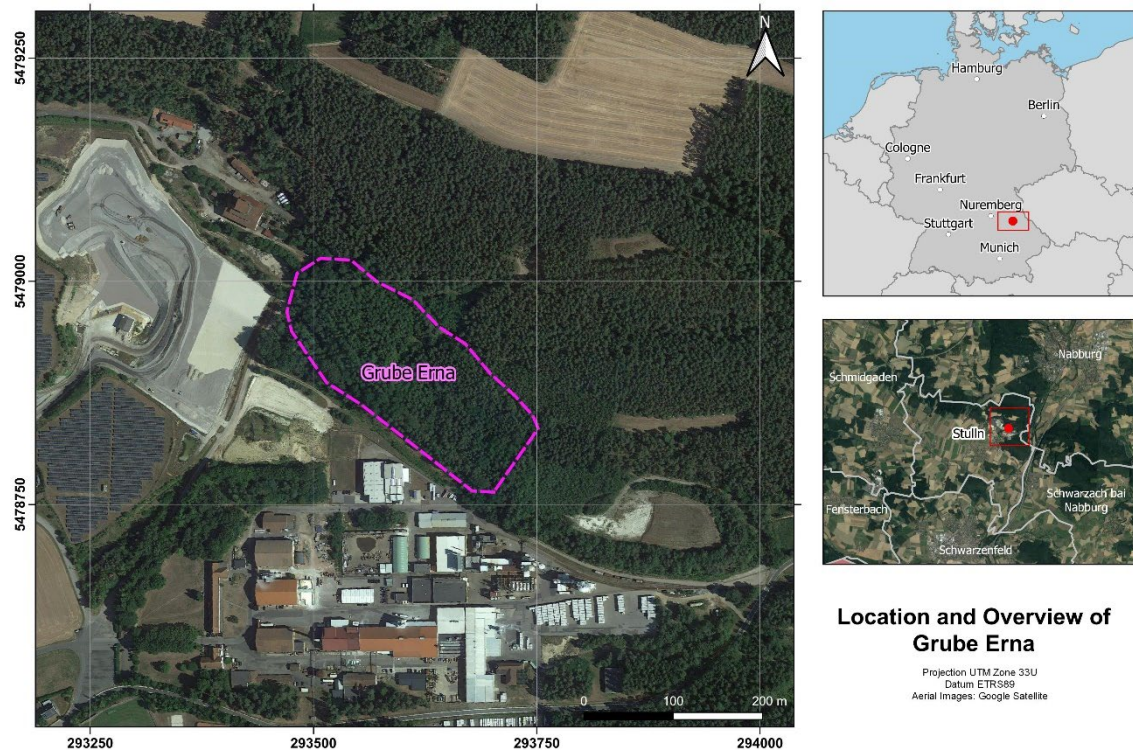 N
5479250
5479000
5478750
293250
293500
293750
294000
Grube Erna
0
100
200 m
Hamburg
Berlin
Cologne
Frankfurt
Nuremberg
Stuttgart
Munich
Nabburg
Schmidgaden
Stulln
Schwarzach bei
Nabburg
Fensterbach
Schwarzenfeld
Location and Overview of
Grube Erna
Projection UTM Zone 33U
Datum ETRS89
Aerial Images: Google Satellite